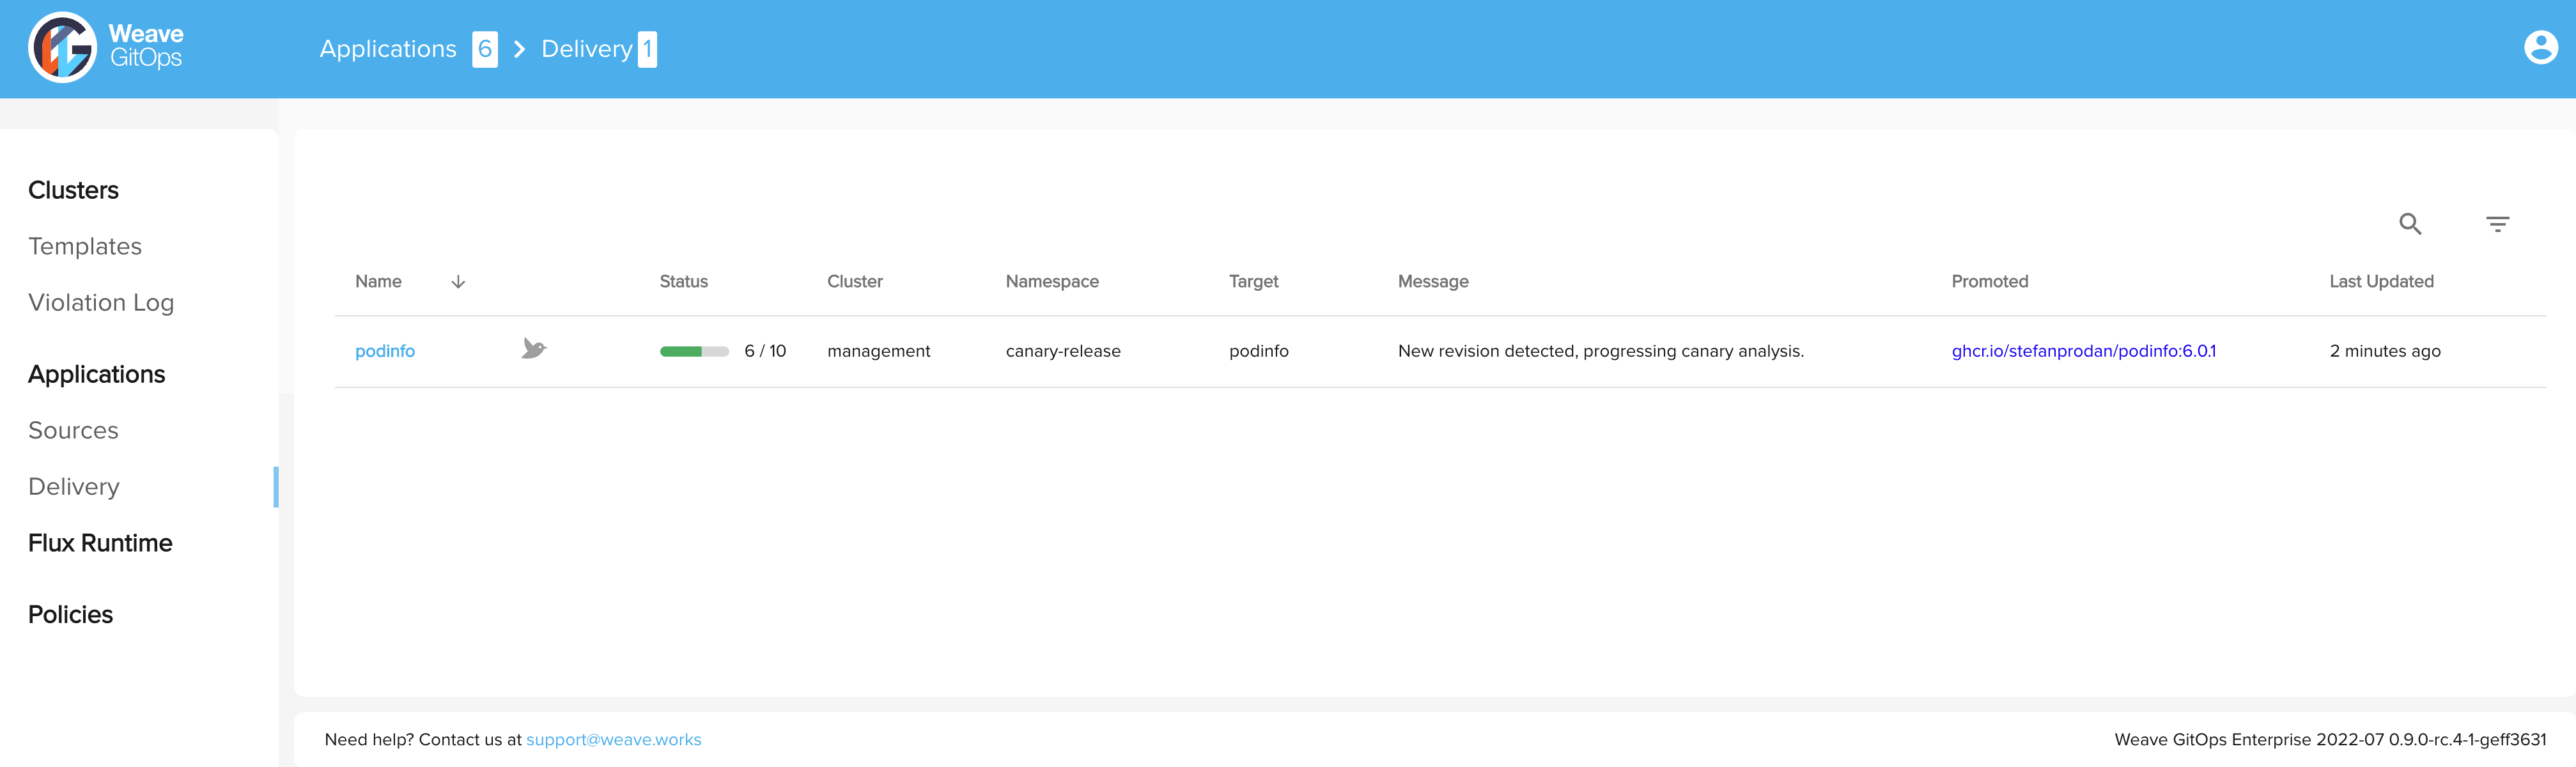 Weave
GitOps
Applications 6 > Delivery 1
Clusters
Templates
Violation Log
Applications
Sources
Delivery
Flux Runtime
Policies
Name Status Cluster Namespace Target Message Promoted Last Updated
podinfo 6 / 10 management canary-release podinfo New revision detected, progressing canary analysis. ghcr.io/stefanprodan/podinfo:6.0.1 2 minutes ago
Need help? Contact us at support@weave.works
Weave GitOps Enterprise 2022-07 0.9.0-rc.4-1-geff3631